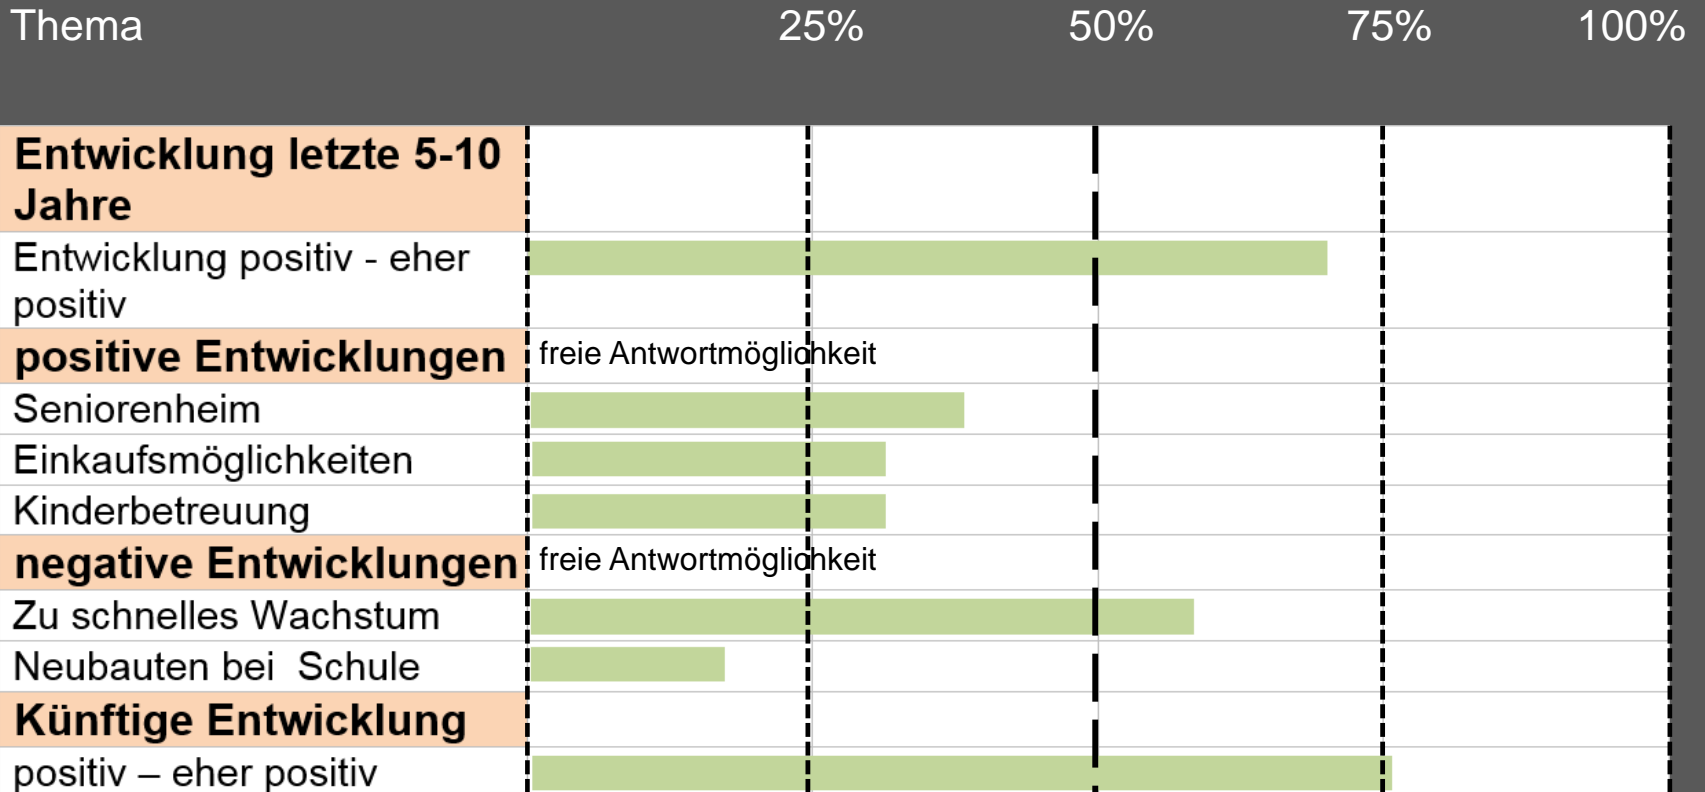 Thema 25% 50% 75% 100%
Entwicklung letzte 5-10
Jahre
Entwicklung positiv - eher
positiv
positive Entwicklungen freie Antwortmöglichkeit
Seniorenheim
Einkaufsmöglichkeiten
Kinderbetreuung
negative Entwicklungen freie Antwortmöglichkeit
Zu schnelles Wachstum
Neubauten bei  Schule
Künftige Entwicklung
positiv – eher positiv